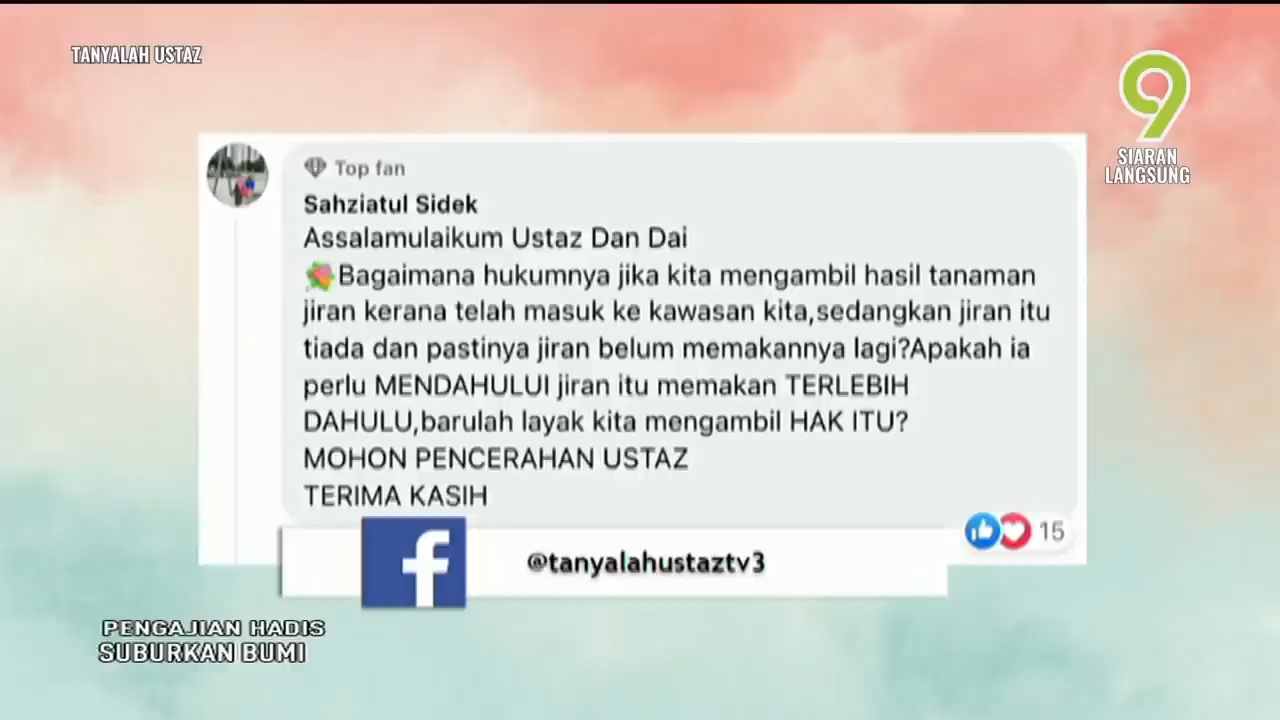 TANYALAH USTAZ
9
SIARAN
LANGSUNG
Top fan
Sahziatul Sidek
Assalamulaikum Ustaz Dan Dai
Bagaimana hukumnya jika kita mengambil hasil tanaman
jiran kerana telah masuk ke kawasan kita,sedangkan jiran itu
tiada dan pastinya jiran belum memakannya lagi?Apakah ia
perlu MENDAHULUI jiran itu memakan TERLEBIH
DAHULU,barulah layak kita mengambil HAK ITU?
MOHON PENCERAHAN USTAZ
TERIMA KASIH
15
f
@tanyalahustaztv3
PENGAJIAN HADIS
SUBURKAN BUMI